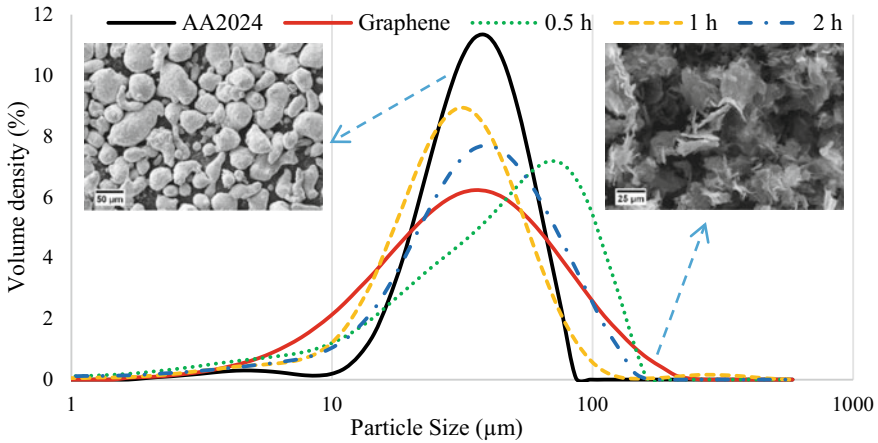 AA2024 Graphene 0.5 h 1 h 2 h
Volume density (%)
12
10
8
6
4
2
0
50 µm
25 µm
1 10 100 1000
Particle Size (µm)